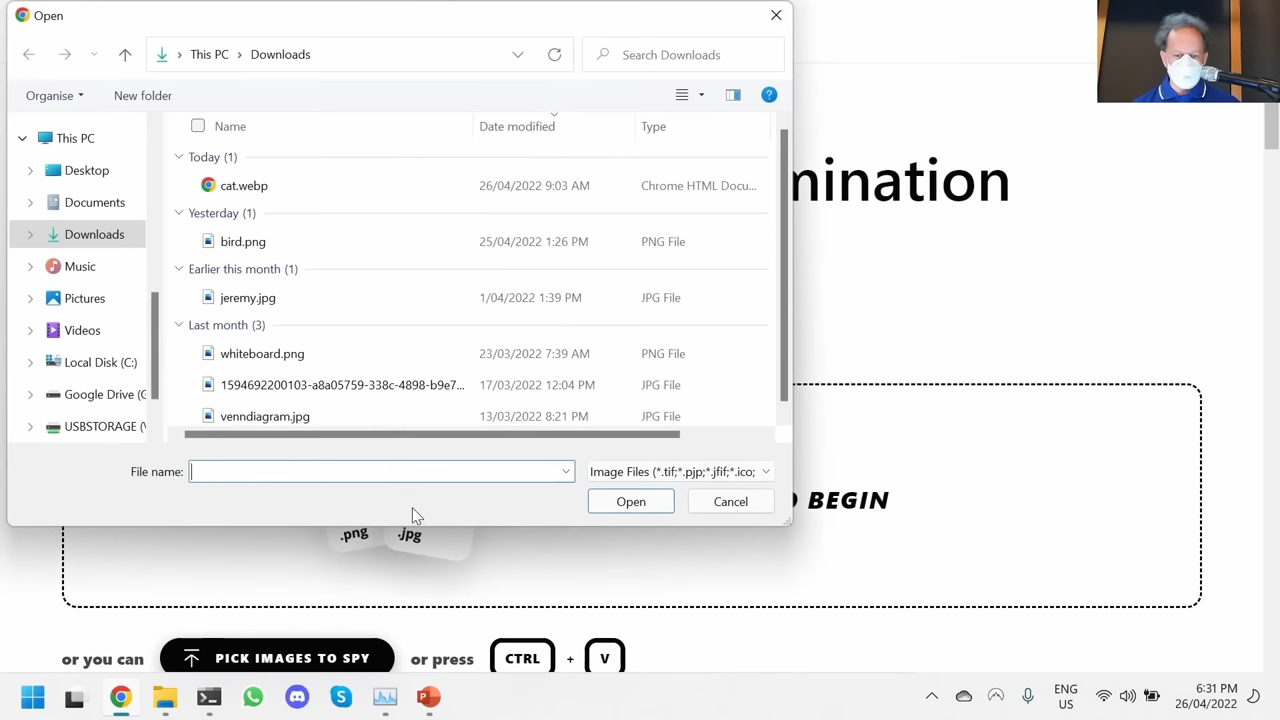 Open
This PC > Downloads
Search Downloads
Organise
New folder
Name
Date modified
Type
This PC
Desktop
Documents
Downloads
Music
Pictures
Videos
Local Disk (C:)
Google Drive (G
USBSTORAGE (
Today (1)
cat.webp 26/04/2022 9:03 AM Chrome HTML Docu...
Yesterday (1)
bird.png 25/04/2022 1:26 PM PNG File
Earlier this month (1)
jeremy.jpg 1/04/2022 1:39 PM JPG File
Last month (3)
whiteboard.png 23/03/2022 7:39 AM PNG File
1594692200103-a8a05759-338c-4898-b9e7... 17/03/2022 12:04 PM JPG File
venndiagram.jpg 13/03/2022 8:21 PM JPG File
File name:
Image Files (*.tif;*.pjp;*.jfif;*.ico;
Open
Cancel
mination
BEGIN
.png .jpg
or you can PICK IMAGES TO SPY or press CTRL + V
ENG
US
6:31 PM
26/04/2022